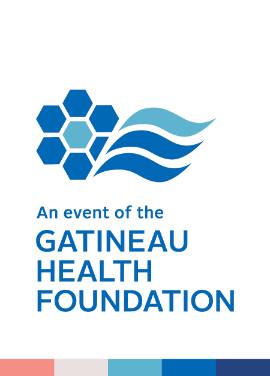 An event of the
GATINEAU
HEALTH
FOUNDATION